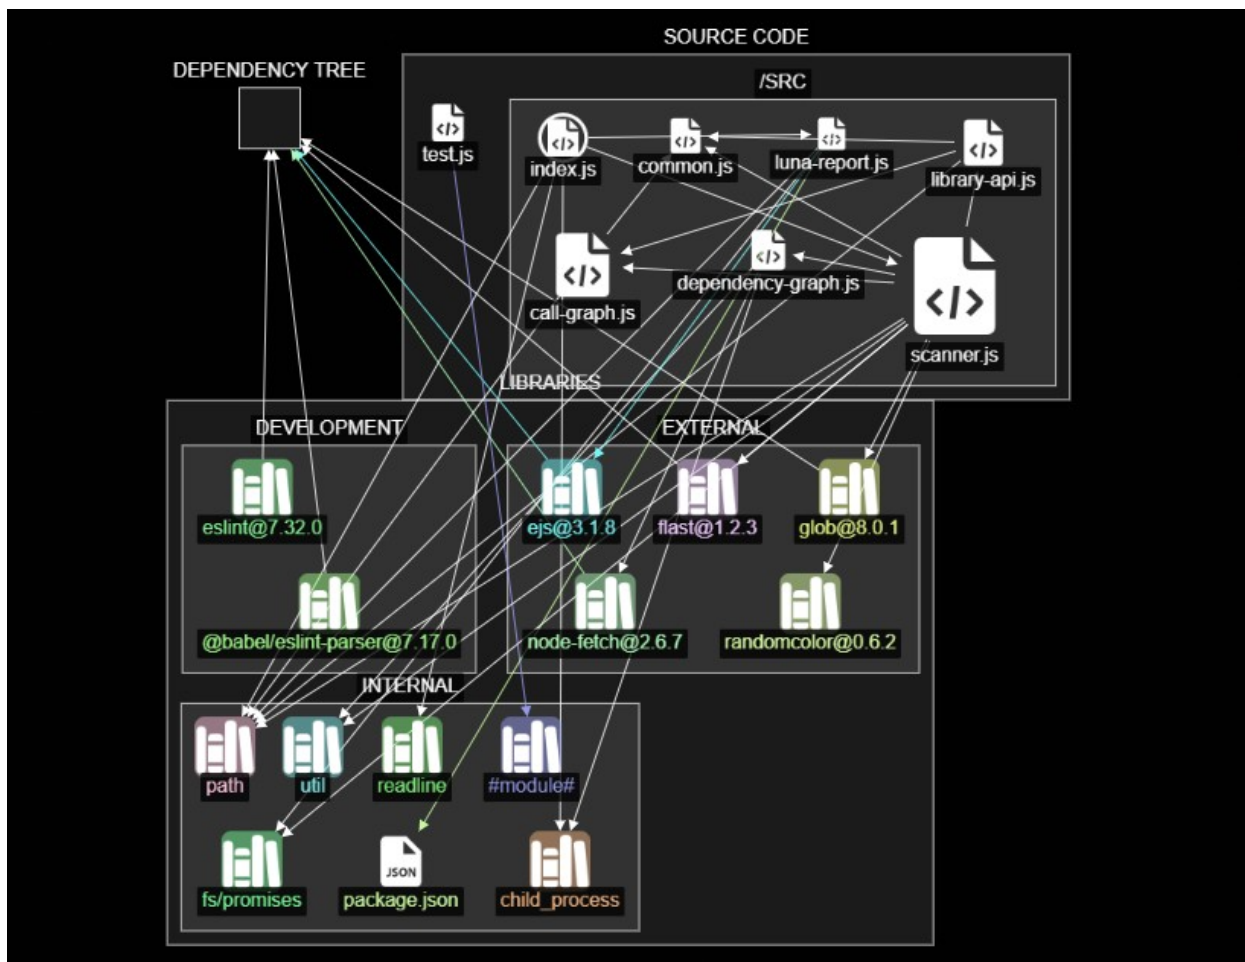 SOURCE CODE
DEPENDENCY TREE
/SRC
</>
test.js
</>
index.js
</>
common.js
</>
luna-report.js
</>
library-api.js
</>
call-graph.js
</>
dependency-graph.js
</>
scanner.js
LIBRARIES
DEVELOPMENT
EXTERNAL
eslint@7.32.0
ejs@3.1.8
flast@1.2.3
glob@8.0.1
@babel/eslint-parser@7.17.0
node-fetch@2.6.7
randomcolor@0.6.2
INTERNAL
path
util
readline
#module#
fs/promises
JSON
package.json
child_process